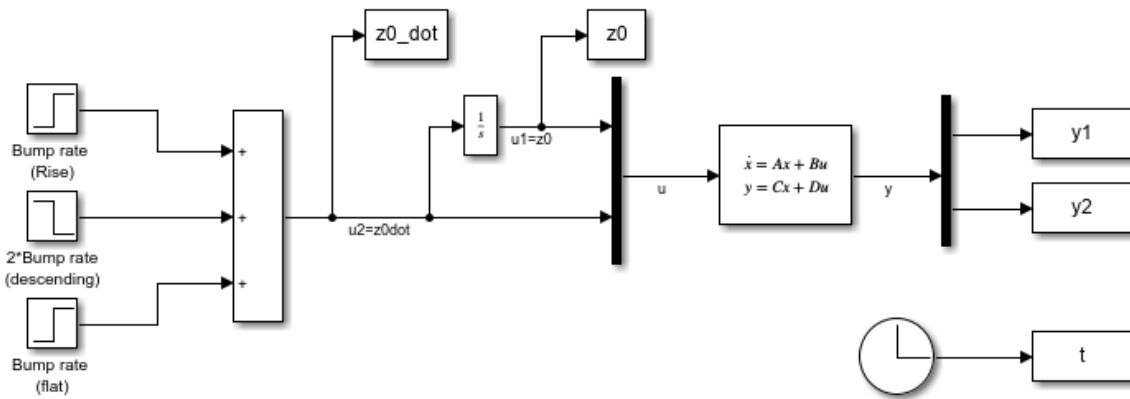 z0_dot
z0
Bump rate
(Rise)
+
1
s
u1=z0
y1
ẋ = Ax + Bu
y = Cx + Du
u
y
+
2*Bump rate
(descending)
u2=z0dot
y2
+
Bump rate
(flat)
t